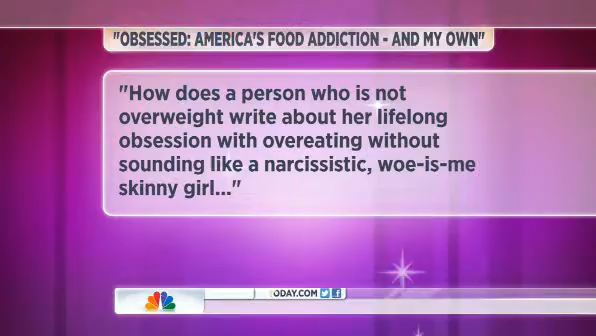 "OBSESSED: AMERICA'S FOOD ADDICTION - AND MY OWN"
"How does a person who is not
overweight write about her lifelong
obsession with overeating without
sounding like a narcissistic, woe-is-me
skinny girl..."
ODAY.COM